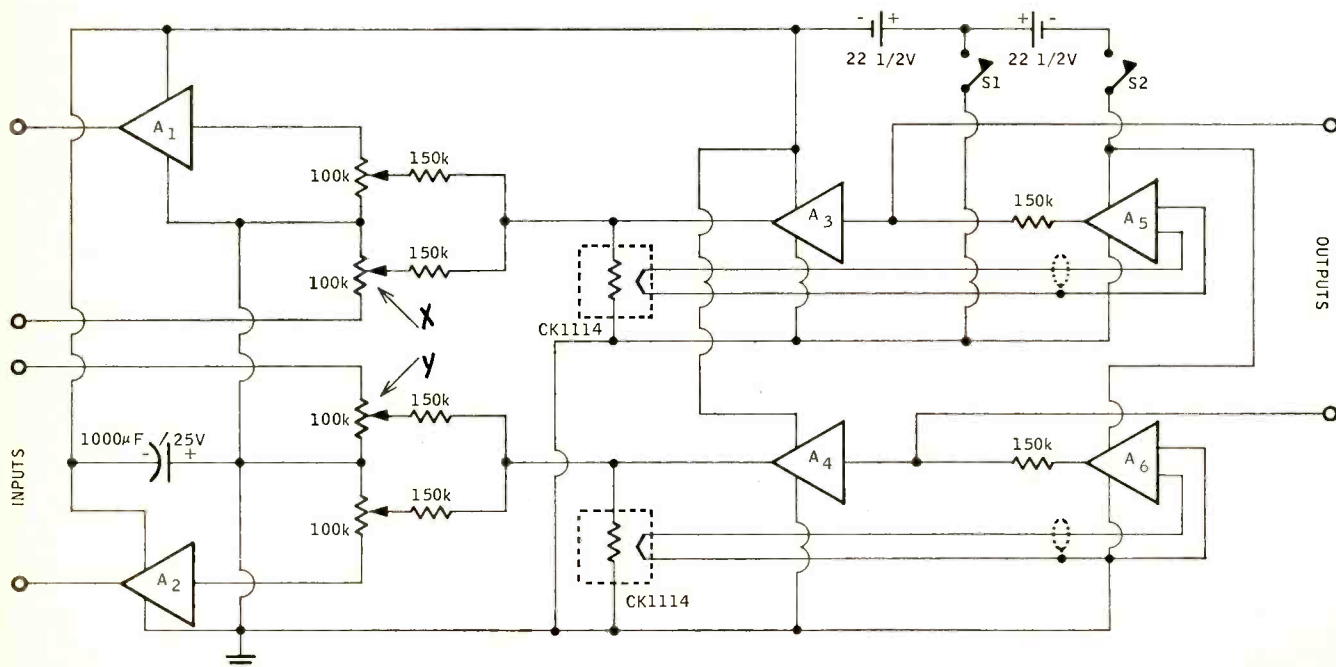 - + + -
22 1/2V 22 1/2V
S1 S2
A1
150k
100k
A3
150k
A5
150k
100k
X
CK1114
OUTPUTS
Y
150k
100k
1000µF /25V
- +
INPUTS
A4
150k
A6
150k
100k
A2
CK1114